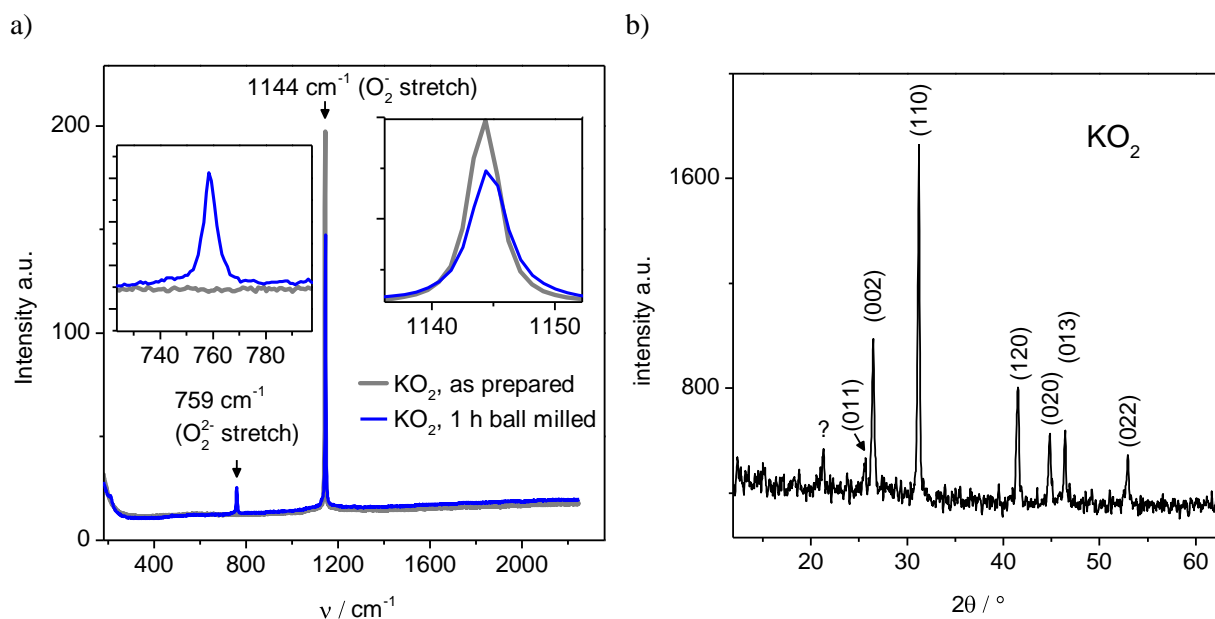 a)
1144 cm⁻¹ (O₂⁻ stretch)
200
100
0
Intensity a.u.
740 760 780
1140 1150
KO₂, as prepared
KO₂, 1 h ball milled
759 cm⁻¹
(O₂²⁻ stretch)
400 800 1200 1600 2000
ν / cm⁻¹
b)
KO₂
1600
800
intensity a.u.
?
(011)
(002)
(110)
(120)
(020)
(013)
(022)
20 30 40 50 60
2θ / °